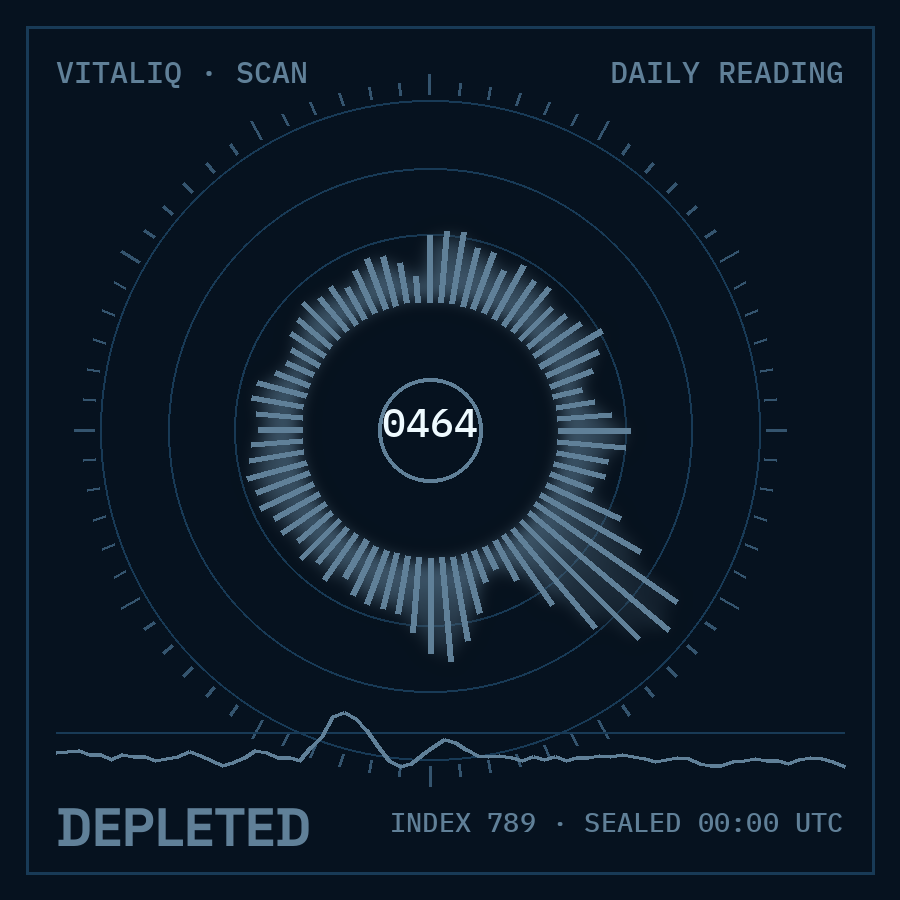 VITALIQ · SCAN
DAILY READING
0464
DEPLETED
INDEX 789 · SEALED 00:00 UTC